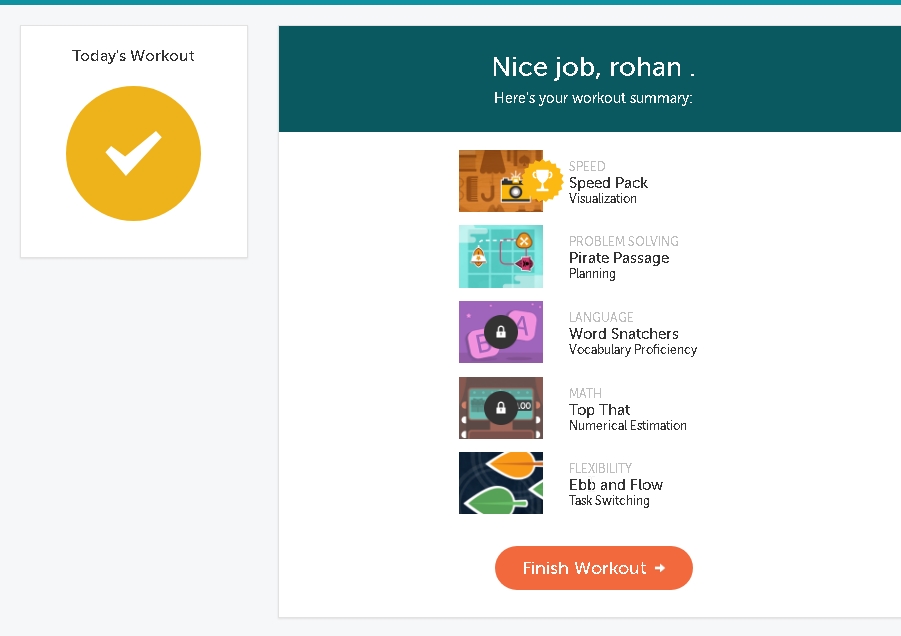 Today's Workout
Nice job, rohan .
Here's your workout summary:
SPEED
Speed Pack
Visualization
PROBLEM SOLVING
Pirate Passage
Planning
LANGUAGE
Word Snatchers
Vocabulary Proficiency
B A
MATH
Top That
Numerical Estimation
.00
FLEXIBILITY
Ebb and Flow
Task Switching
Finish Workout